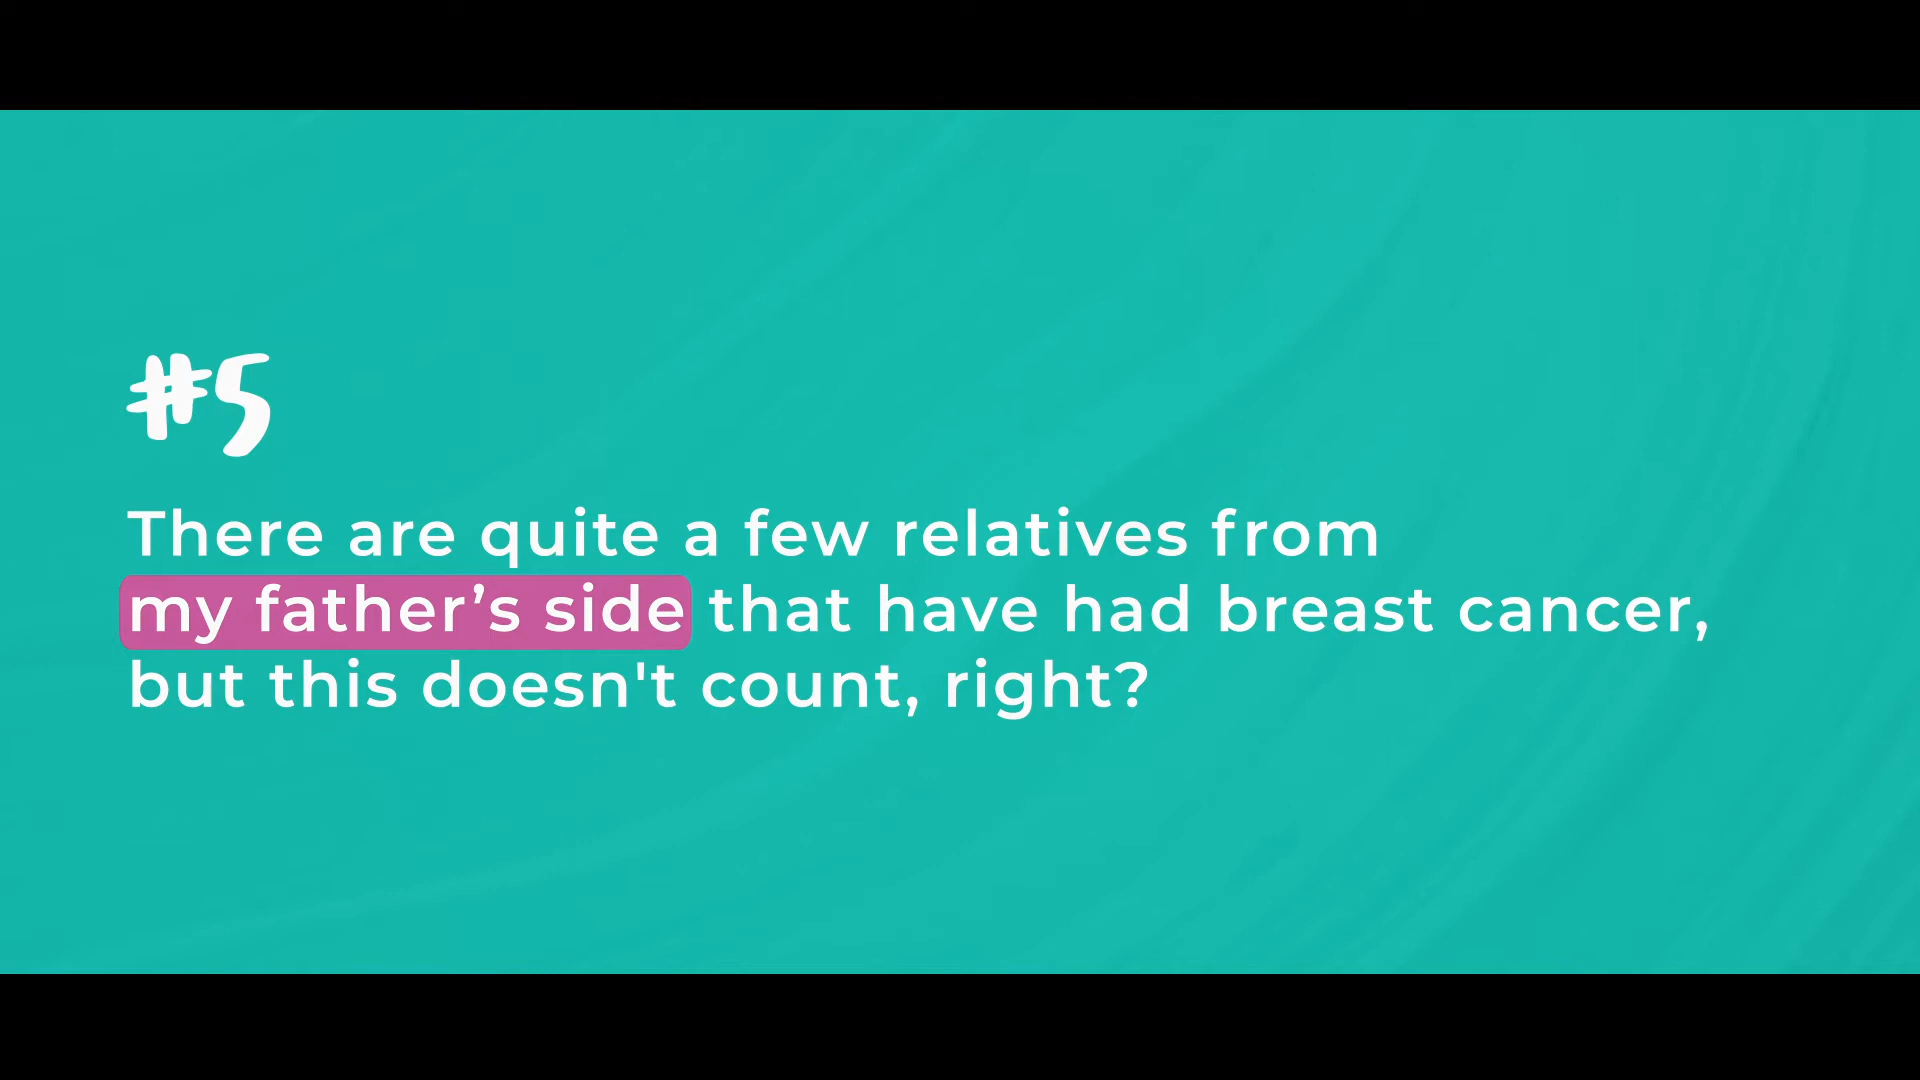 #5
There are quite a few relatives from
my father’s side that have had breast cancer,
but this doesn't count, right?